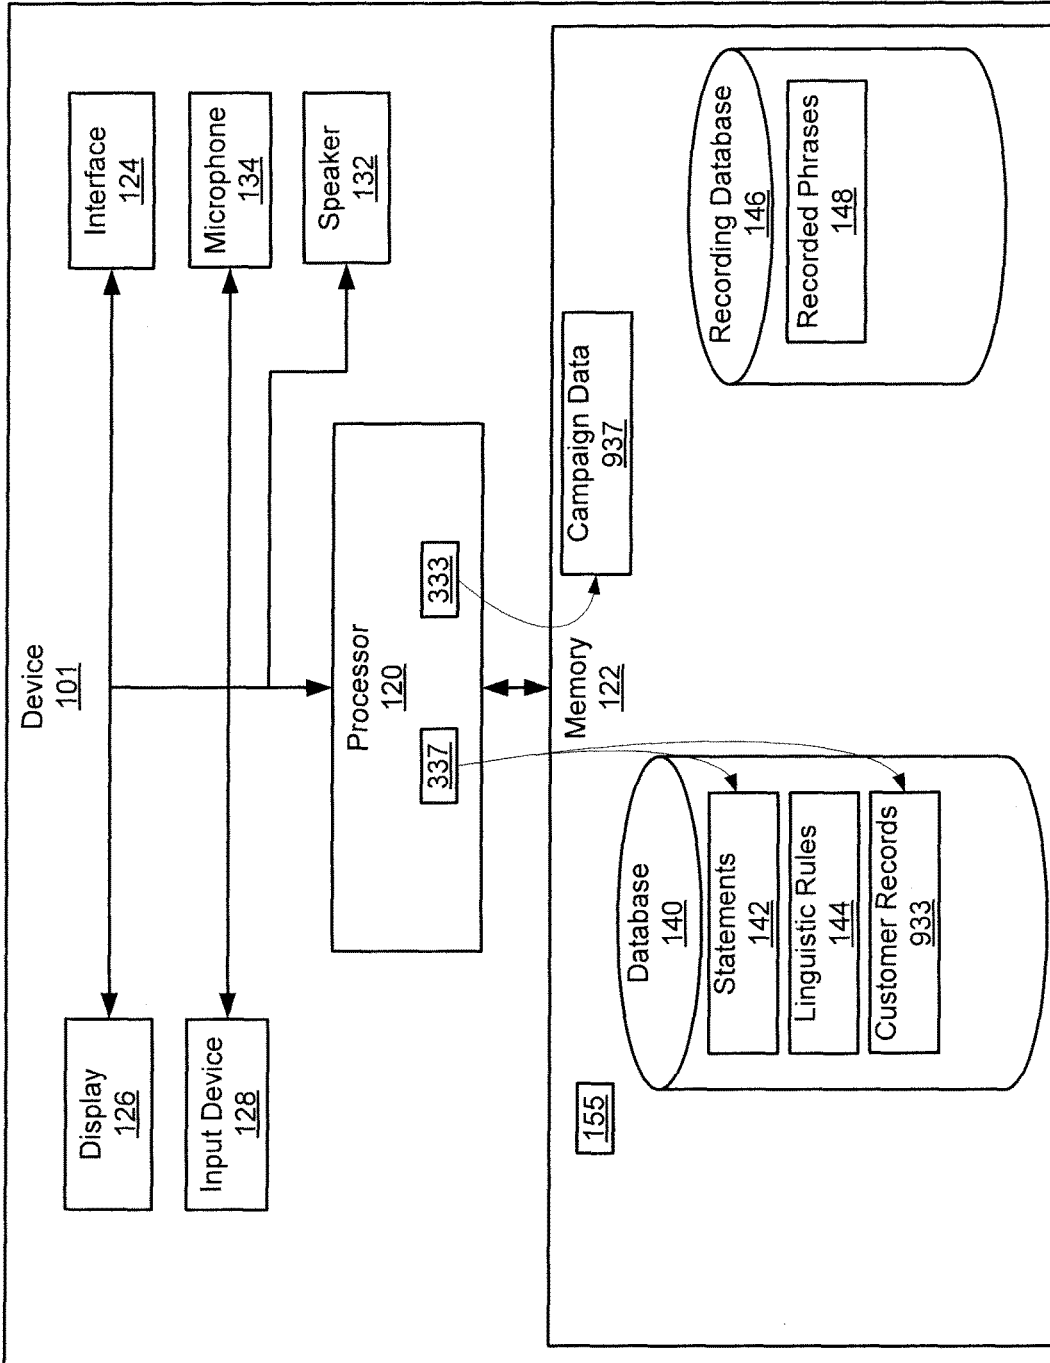 Device
101
Display
126
Interface
124
Input Device
128
Microphone
134
Speaker
132
Processor
120
337
333
Memory
122
155
Campaign Data
937
Database
140
Statements
142
Linguistic Rules
144
Customer Records
933
Recording Database
146
Recorded Phrases
148